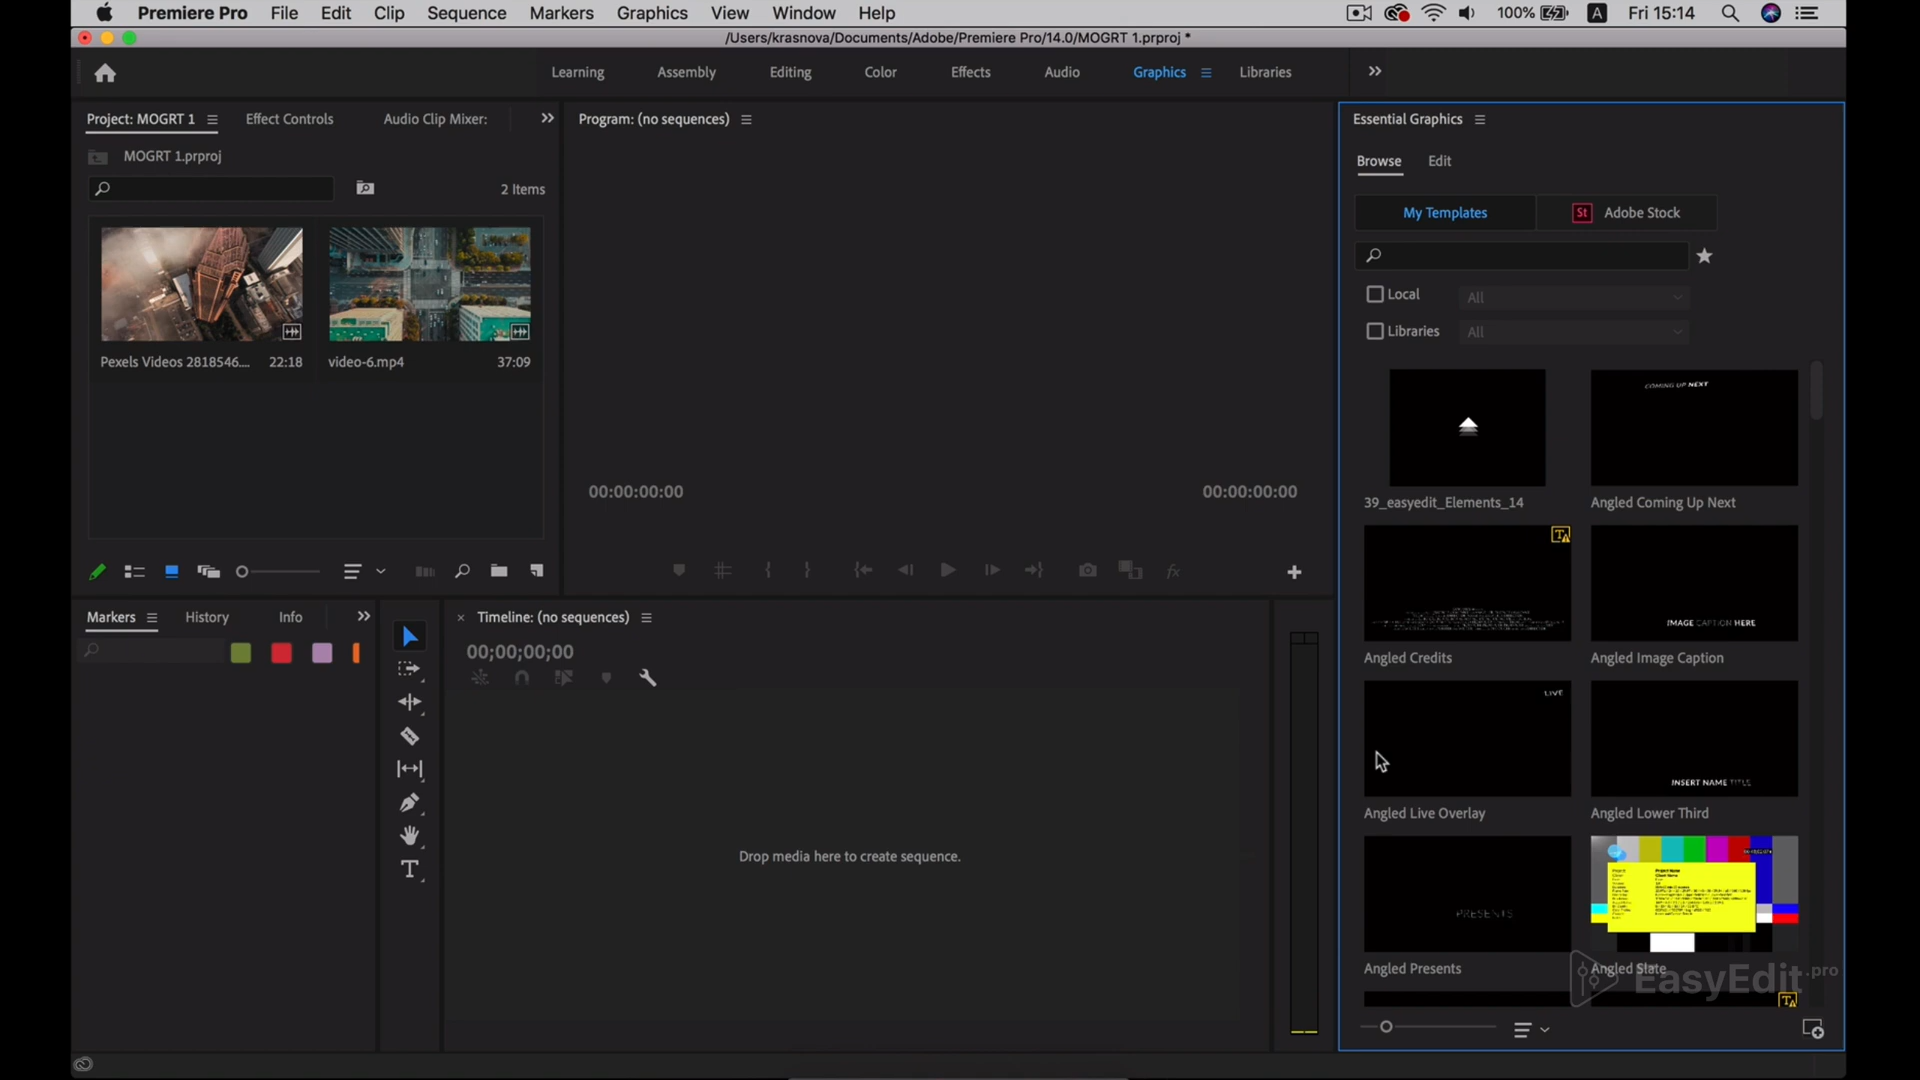 Premiere Pro File Edit Clip Sequence Markers Graphics View Window Help 100% A Fri 15:14
/Users/krasnova/Documents/Adobe/Premiere Pro/14.0/MOGRT 1.prproj *
Learning Assembly Editing Color Effects Audio Graphics Libraries
Project: MOGRT 1 Effect Controls Audio Clip Mixer:
MOGRT 1.prproj
2 Items
Pexels Videos 2818546.... 22:18
video-6.mp4 37:09
Program: (no sequences)
00:00:00:00 00:00:00:00
fx
Markers History Info
Timeline: (no sequences)
00;00;00;00
Drop media here to create sequence.
T
Essential Graphics
Browse Edit
My Templates St Adobe Stock
Local All
Libraries All
COMING UP NEXT
39_easyedit_Elements_14 Angled Coming Up Next
IMAGE CAPTION HERE
Angled Credits Angled Image Caption
LIVE
INSERT NAME TITLE
Angled Live Overlay Angled Lower Third
PRESENTS
Project Name
Angled Presents Angled Slate
EasyEdit.pro